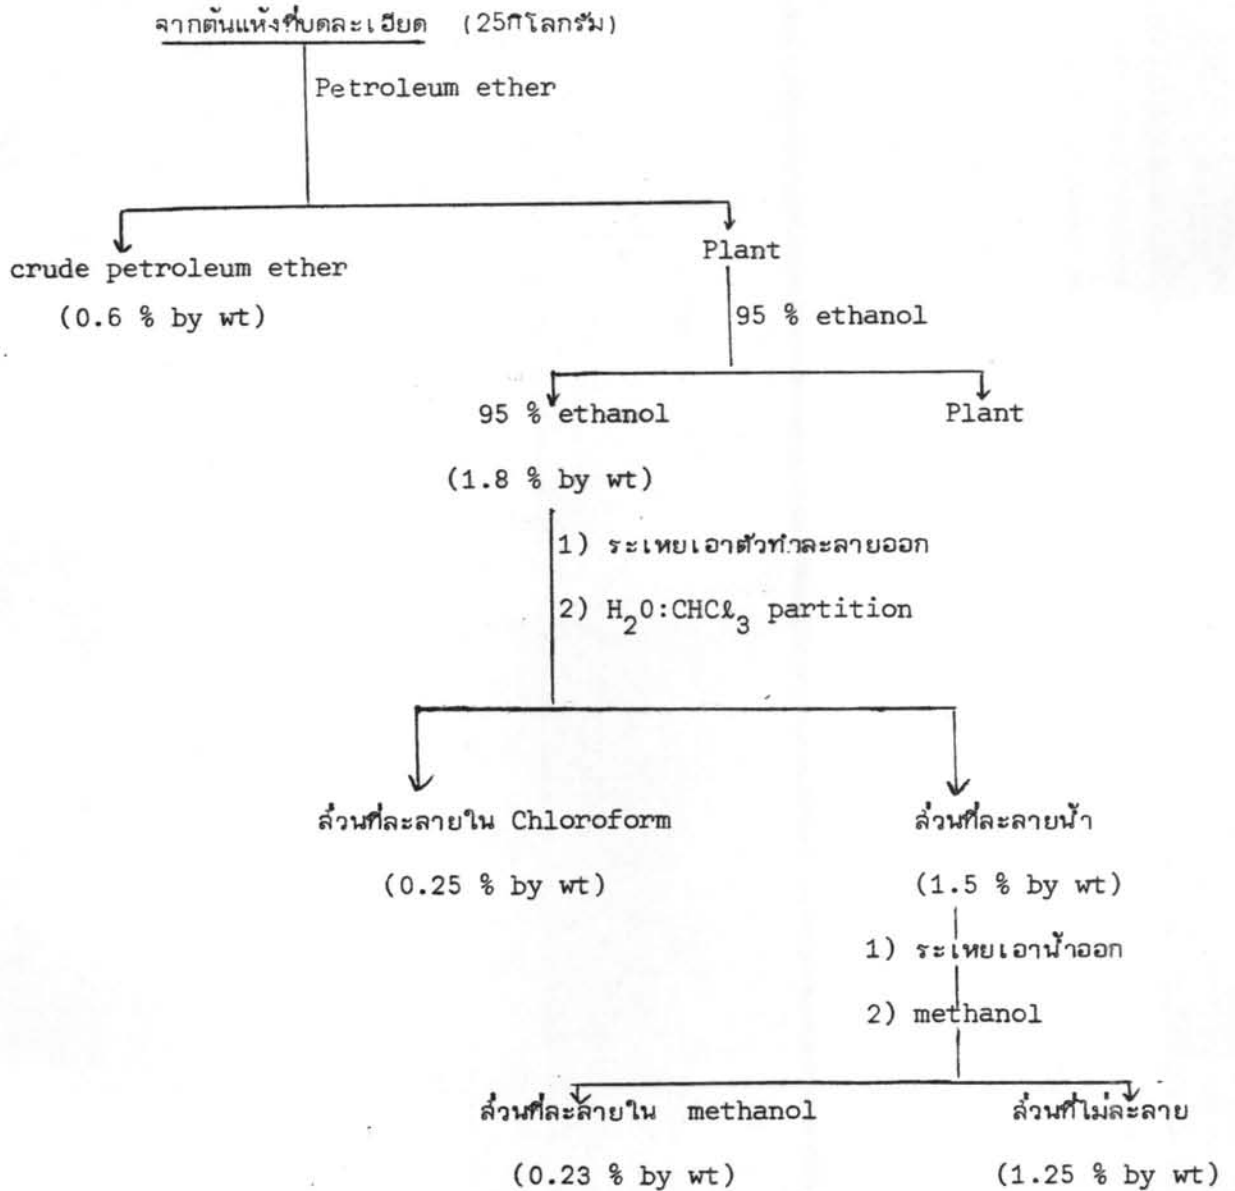 จากต้นแห้งที่บดละเอียด (25กิโลกรัม)
Petroleum ether
crude petroleum ether
(0.6 % by wt)
Plant
95 % ethanol
95 % ethanol
Plant
(1.8 % by wt)
1) ระเหยเอาตัวทำละลายออก
2) H₂O:CHCℓ₃ partition
ส่วนที่ละลายใน Chloroform
ส่วนที่ละลายน้ำ
(0.25 % by wt)
(1.5 % by wt)
1) ระเหยเอาน้ำออก
2) methanol
ส่วนที่ละลายใน methanol
ส่วนที่ไม่ละลาย
(0.23 % by wt)
(1.25 % by wt)